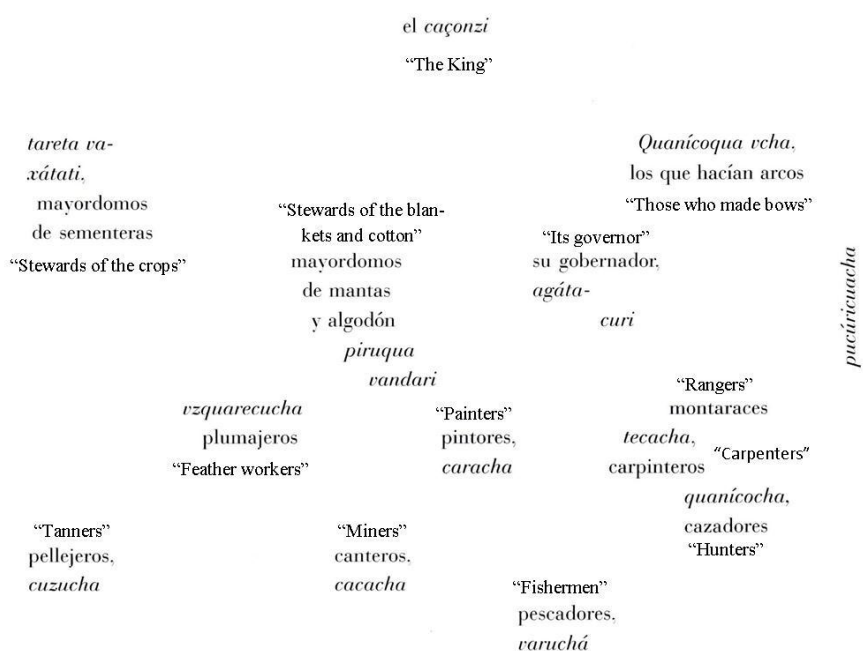 el caçonzi
“The King”
tareta va-
xátati,
mayordomos
de sementeras
“Stewards of the crops”
“Stewards of the blan-
kets and cotton”
mayordomos
de mantas
y algodón
piruqua
vandari
Quanícoqua vcha,
los que hacían arcos
“Those who made bows”
“Its governor”
su gobernador,
agáta-
curi
pucúricuacha
vzquarecucha
plumajeros
“Feather workers”
“Painters”
pintores,
caracha
“Rangers”
montaraces
tecacha,
carpinteros
“Carpenters”
quanícocha,
cazadores
“Hunters”
“Tanners”
pellejeros,
cuzucha
“Miners”
canteros,
cacacha
“Fishermen”
pescadores,
varuchá